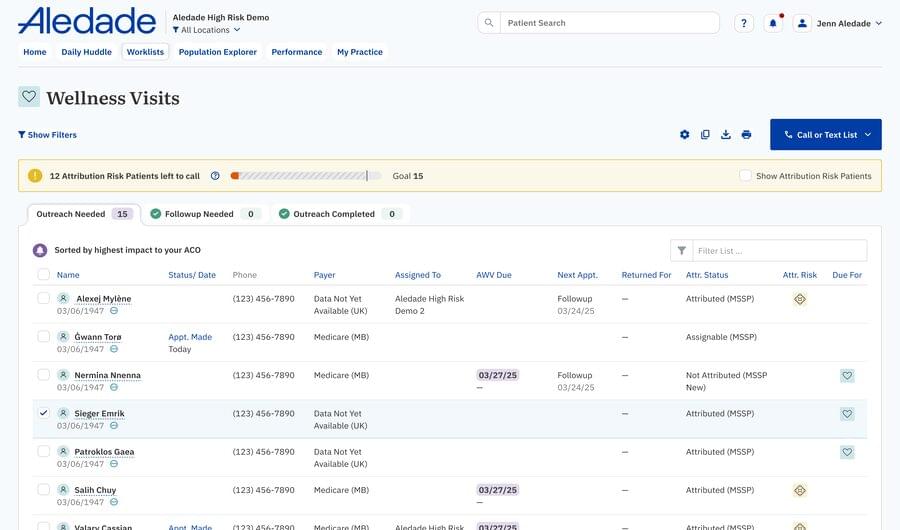 Aledade
Aledade High Risk Demo
All Locations
Patient Search
?
Jenn Aledade
Home Daily Huddle Worklists Population Explorer Performance My Practice
Wellness Visits
Show Filters
Call or Text List
! 12 Attribution Risk Patients left to call ? Goal 15 Show Attribution Risk Patients
Outreach Needed 15 Followup Needed 0 Outreach Completed 0
Sorted by highest impact to your ACO
Filter List ...
Name Status/ Date Phone Payer Assigned To AWV Due Next Appt. Returned For Attr. Status Attr. Risk Due For
Alexej Mylène (123) 456-7890 Data Not Yet Aledade High Risk Followup — Attributed (MSSP)
03/06/1947 Available (UK) Demo 2 03/24/25
Ġwann Torø Appt. Made (123) 456-7890 Medicare (MB) — Assignable (MSSP)
03/06/1947 Today
Nermina Nnenna (123) 456-7890 Medicare (MB) 03/27/25 Followup — Not Attributed (MSSP
03/06/1947 — 03/24/25 New)
Sieger Emrik (123) 456-7890 Data Not Yet — Attributed (MSSP)
03/06/1947 Available (UK)
Patroklos Gaea (123) 456-7890 Data Not Yet — Attributed (MSSP)
03/06/1947 Available (UK)
Salih Chuy (123) 456-7890 Medicare (MB) 03/27/25 — Attributed (MSSP)
03/06/1947 —
Valary Cassian Appt. Made (123) 456-7890 Medicare (MB) Aledade High Risk 03/27/25 — Attributed (MSSP)